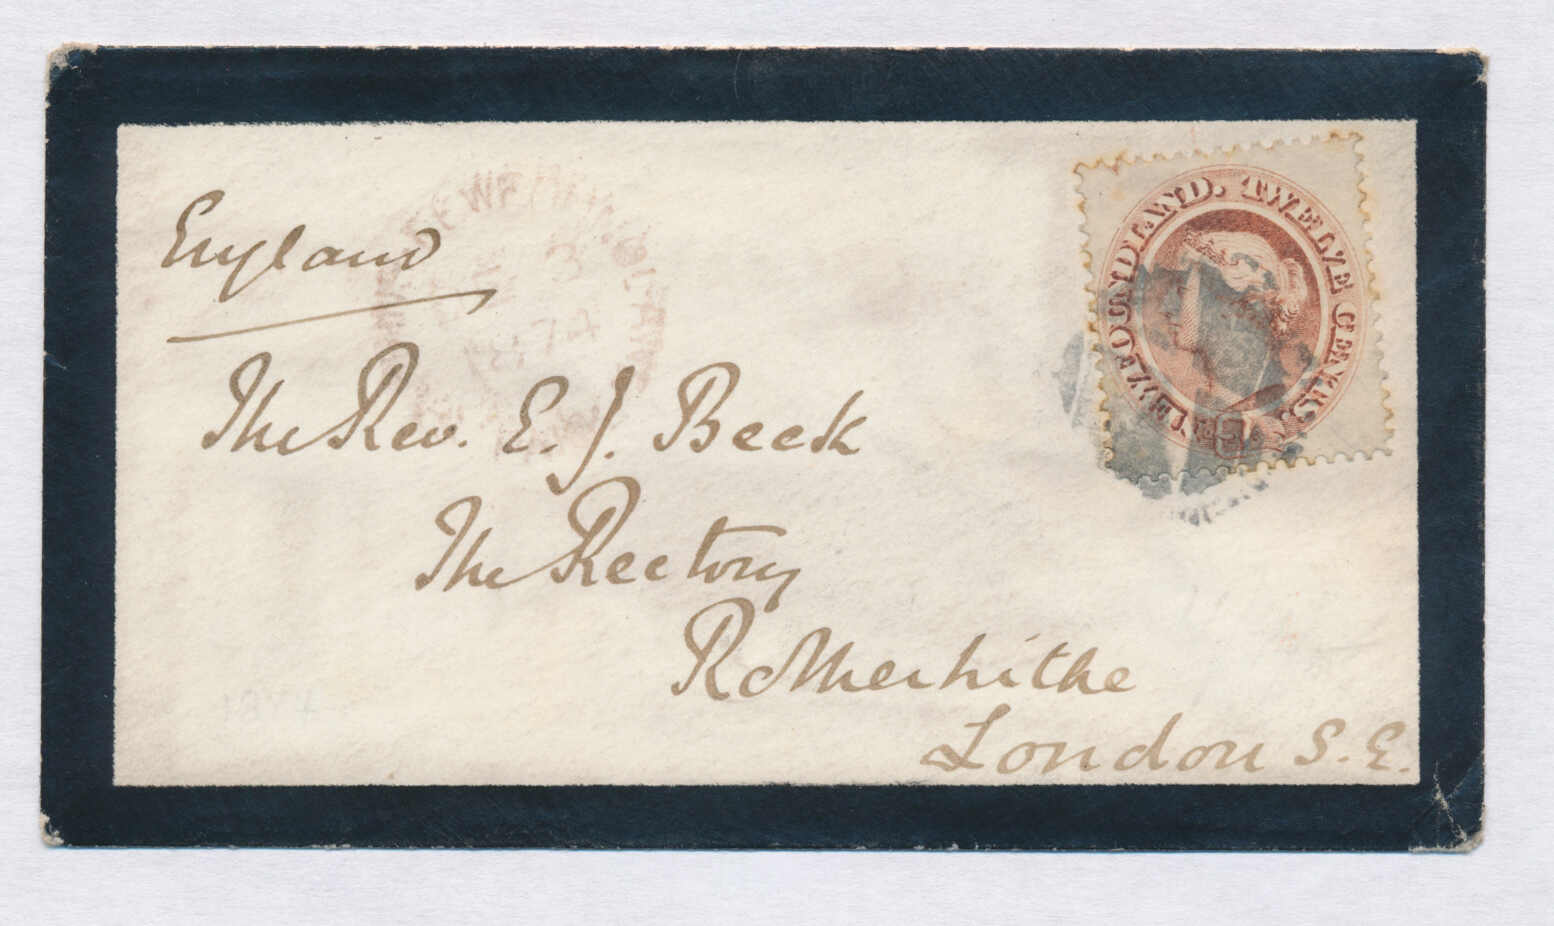 England
The Rev. E. J. Beck
The Rectory
Rotherhithe
London S. E.
NEWFOUNDLAND. TWELVE CENTS.